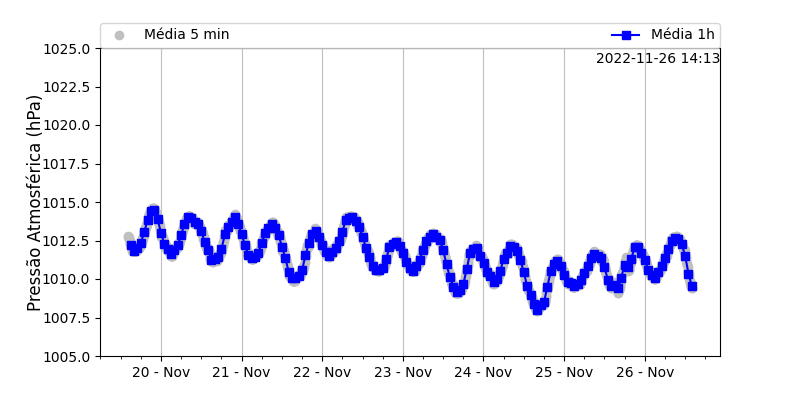 Média 5 min
Média 1h
2022-11-26 14:13
Pressão Atmosférica (hPa)
1025.0
1022.5
1020.0
1017.5
1015.0
1012.5
1010.0
1007.5
1005.0
20 - Nov
21 - Nov
22 - Nov
23 - Nov
24 - Nov
25 - Nov
26 - Nov